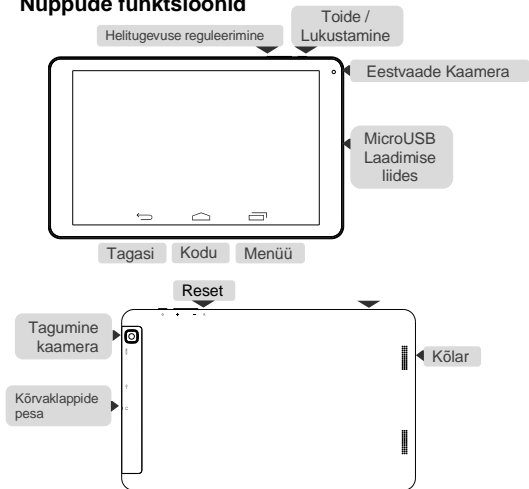 Nuppude funktsioonid
Toide /
Lukustamine
Helitugevuse reguleerimine
Eestvaade Kaamera
MicroUSB
Laadimise
liides
Tagasi
Kodu
Menüü
Reset
Tagumine
kaamera
Kõlar
Kõrvaklappide
pesa